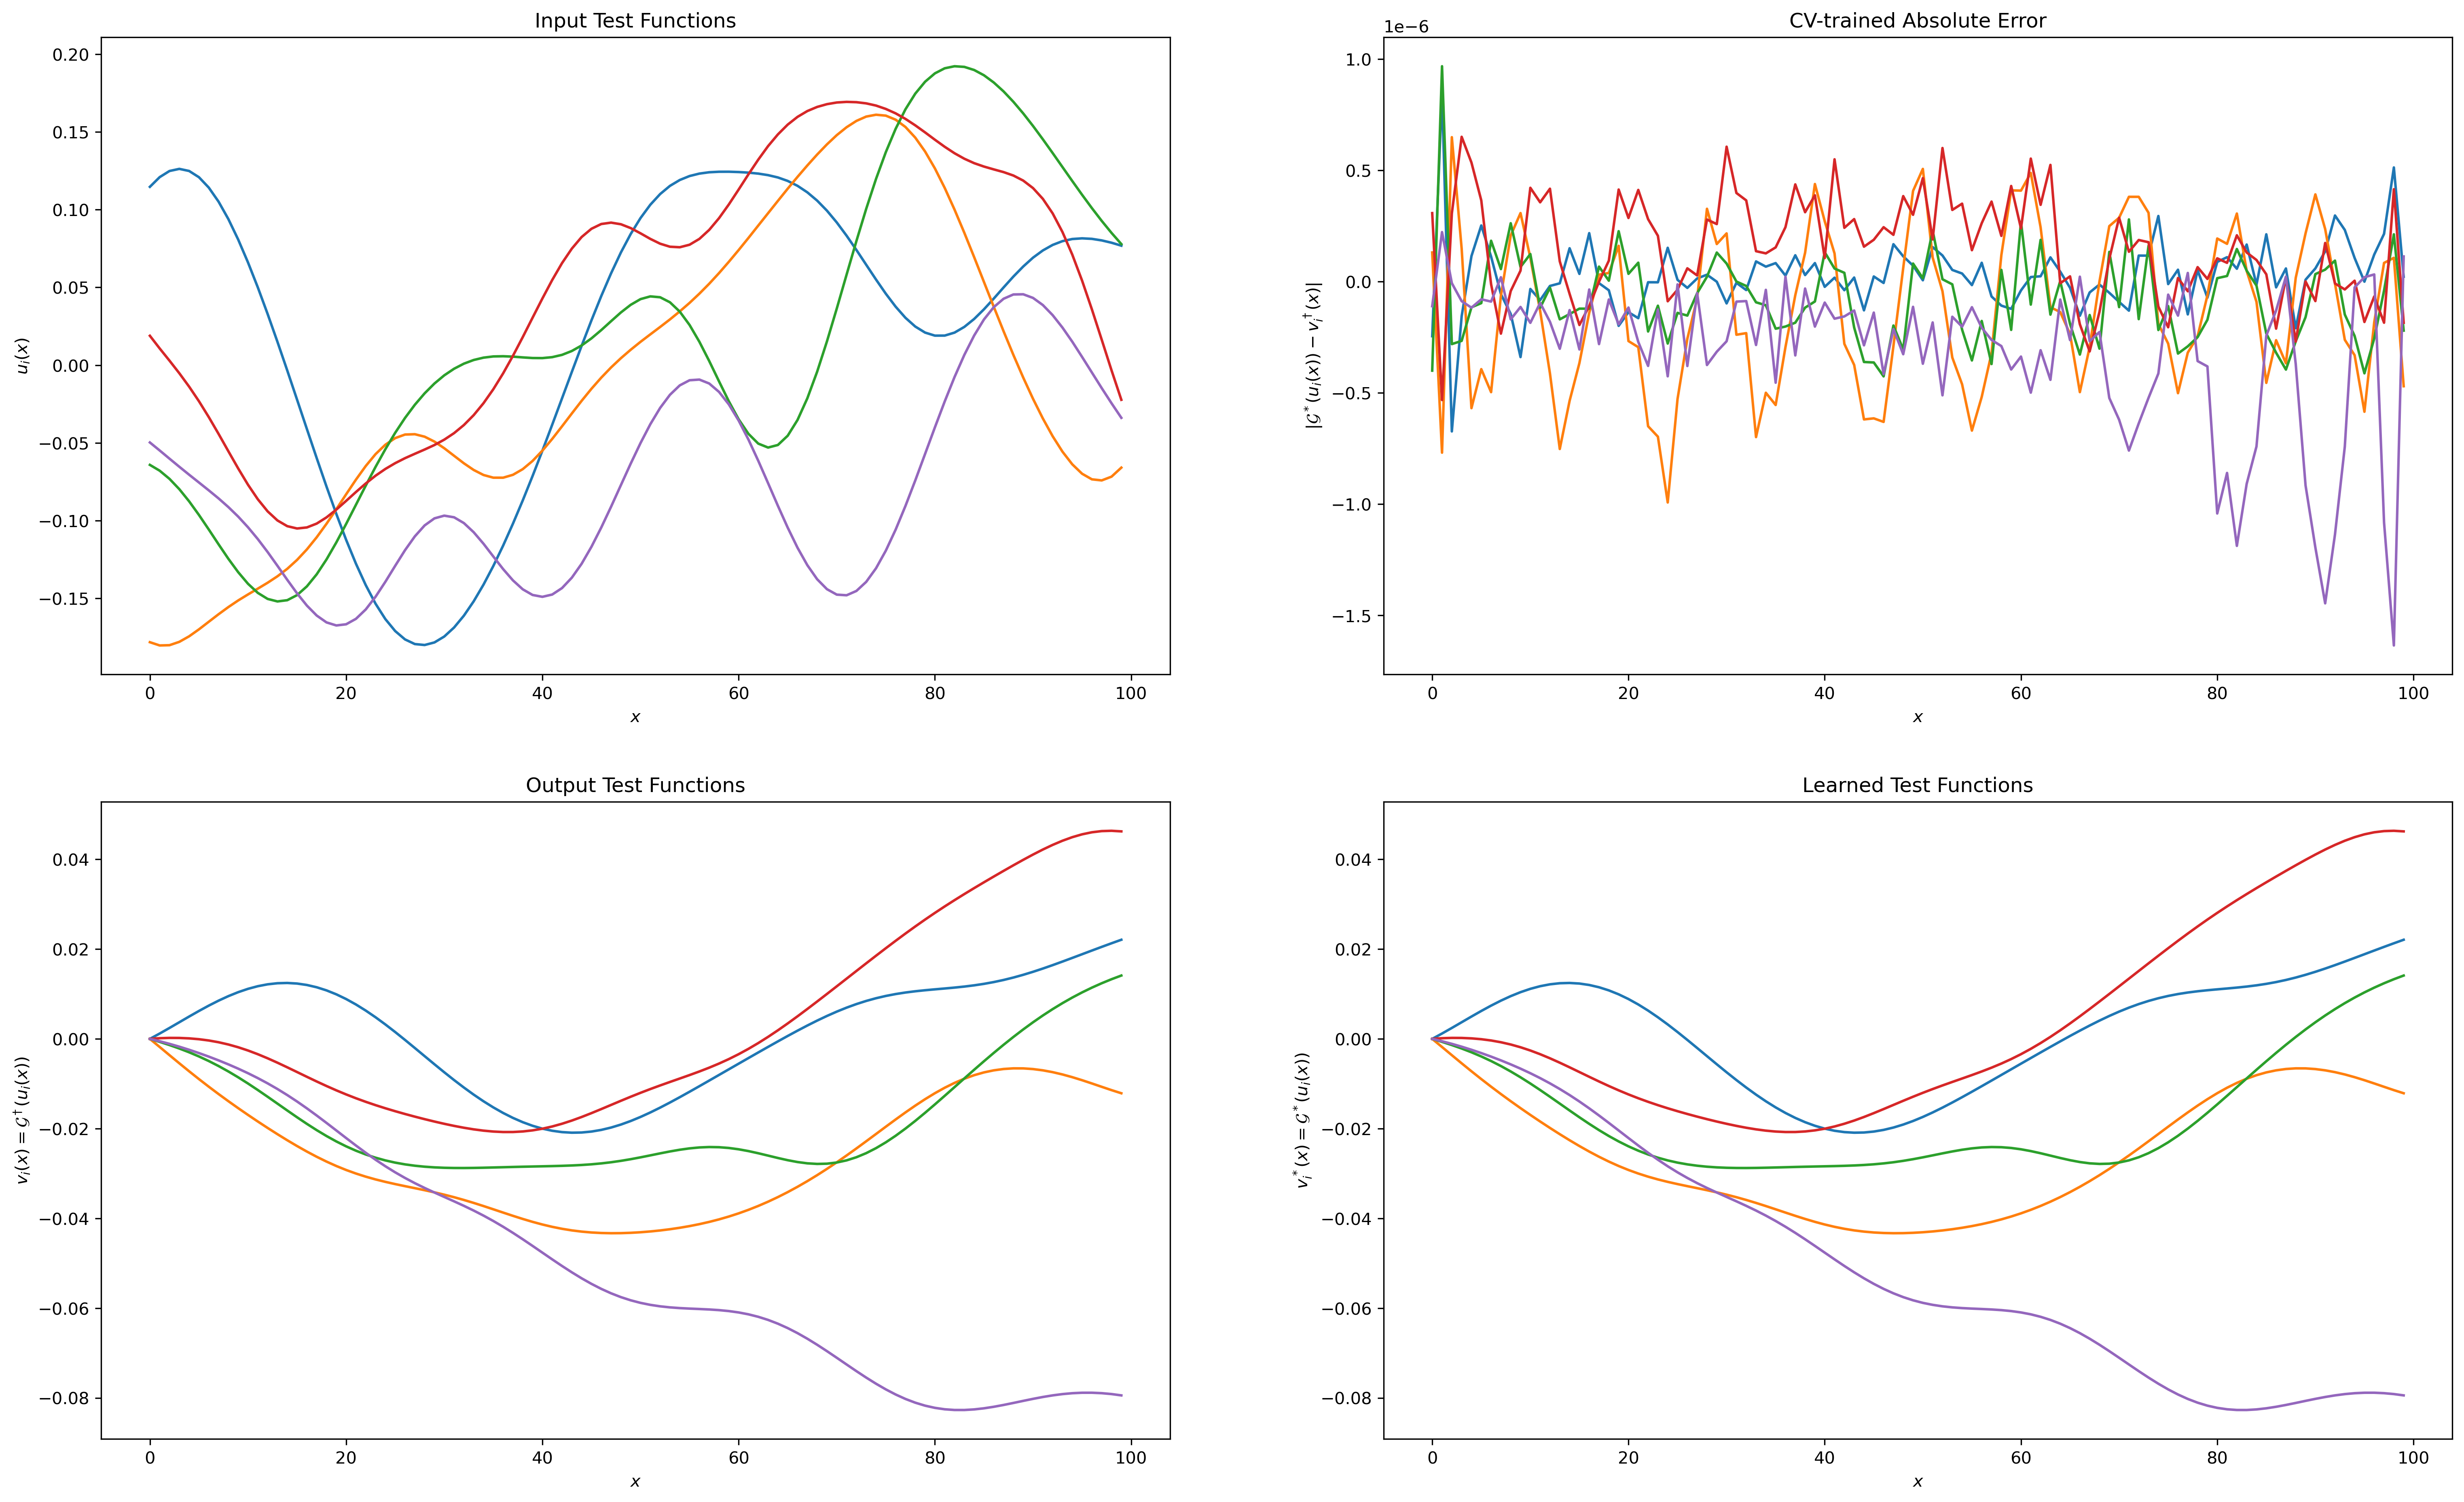 Input Test Functions
0.20
0.15
0.10
0.05
0.00
−0.05
−0.10
−0.15
u_i(x)
0 20 40 60 80 100
x
CV-trained Absolute Error
1e−6
1.0
0.5
0.0
−0.5
−1.0
−1.5
|𝒢*(u_i(x)) − v_i†(x)|
0 20 40 60 80 100
x
Output Test Functions
0.04
0.02
0.00
−0.02
−0.04
−0.06
−0.08
v_i(x) = 𝒢†(u_i(x))
0 20 40 60 80 100
x
Learned Test Functions
0.04
0.02
0.00
−0.02
−0.04
−0.06
−0.08
v_i*(x) = 𝒢*(u_i(x))
0 20 40 60 80 100
x